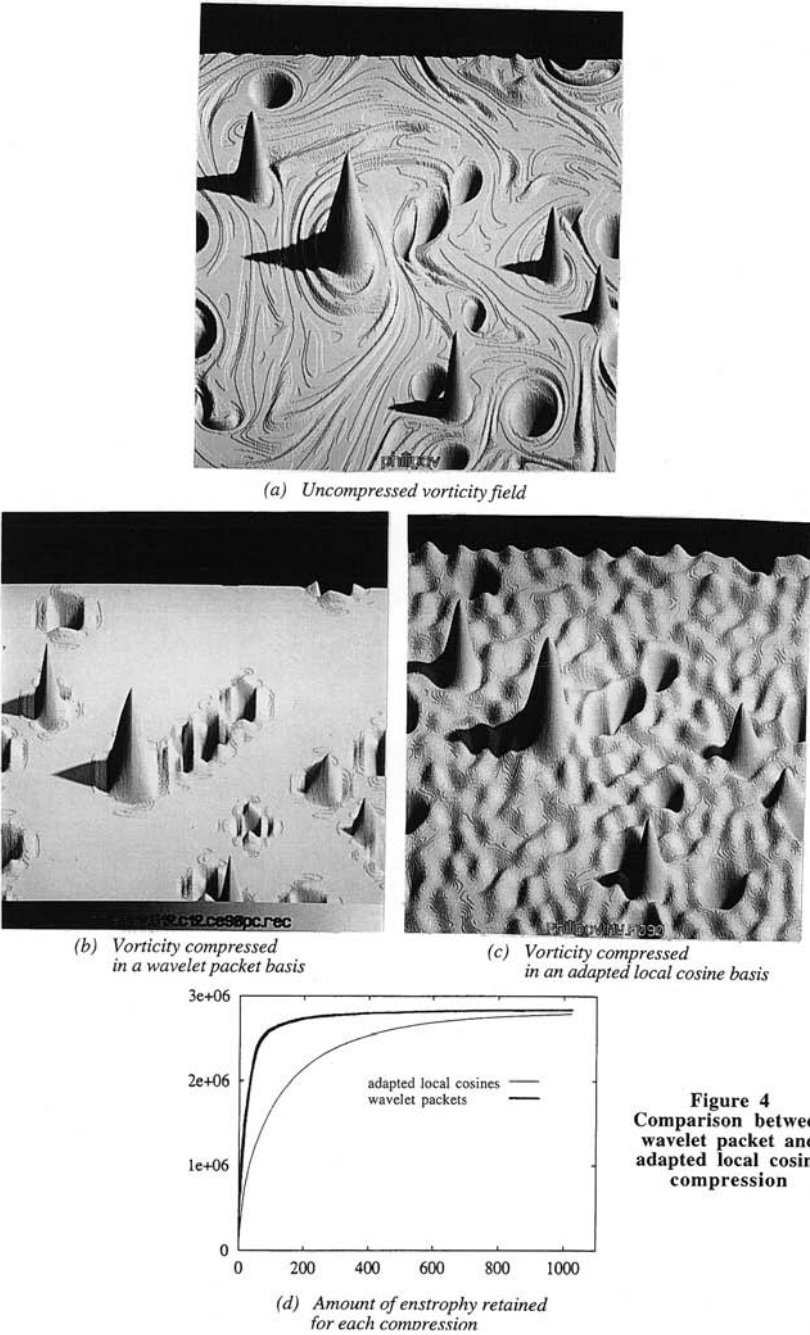 (a) Uncompressed vorticity field
(b) Vorticity compressed
in a wavelet packet basis
(c) Vorticity compressed
in an adapted local cosine basis
3e+06
2e+06
1e+06
0
adapted local cosines
wavelet packets
0 200 400 600 800 1000
(d) Amount of enstrophy retained
for each compression
Figure 4
Comparison betwee
wavelet packet and
adapted local cosin
compression